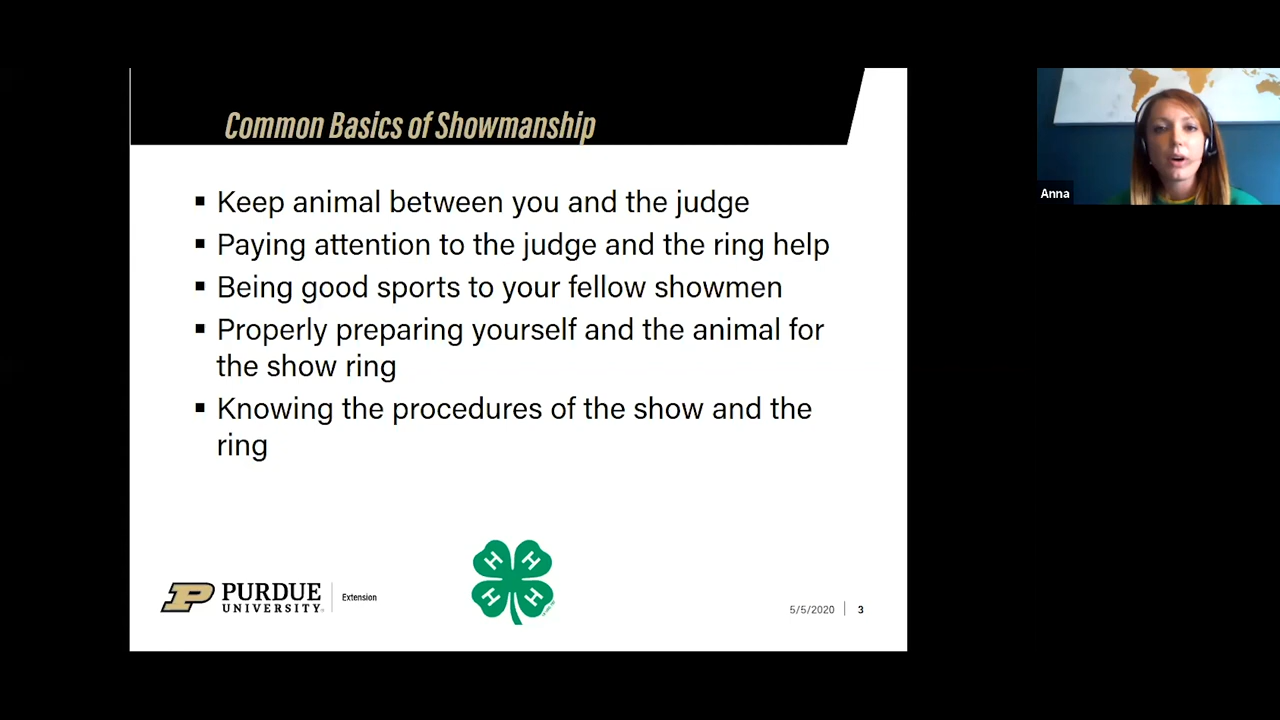 Common Basics of Showmanship
Anna
▪ Keep animal between you and the judge
▪ Paying attention to the judge and the ring help
▪ Being good sports to your fellow showmen
▪ Properly preparing yourself and the animal for
the show ring
▪ Knowing the procedures of the show and the
ring
H H
H H
P PURDUE
UNIVERSITY.
Extension
5/5/2020 3